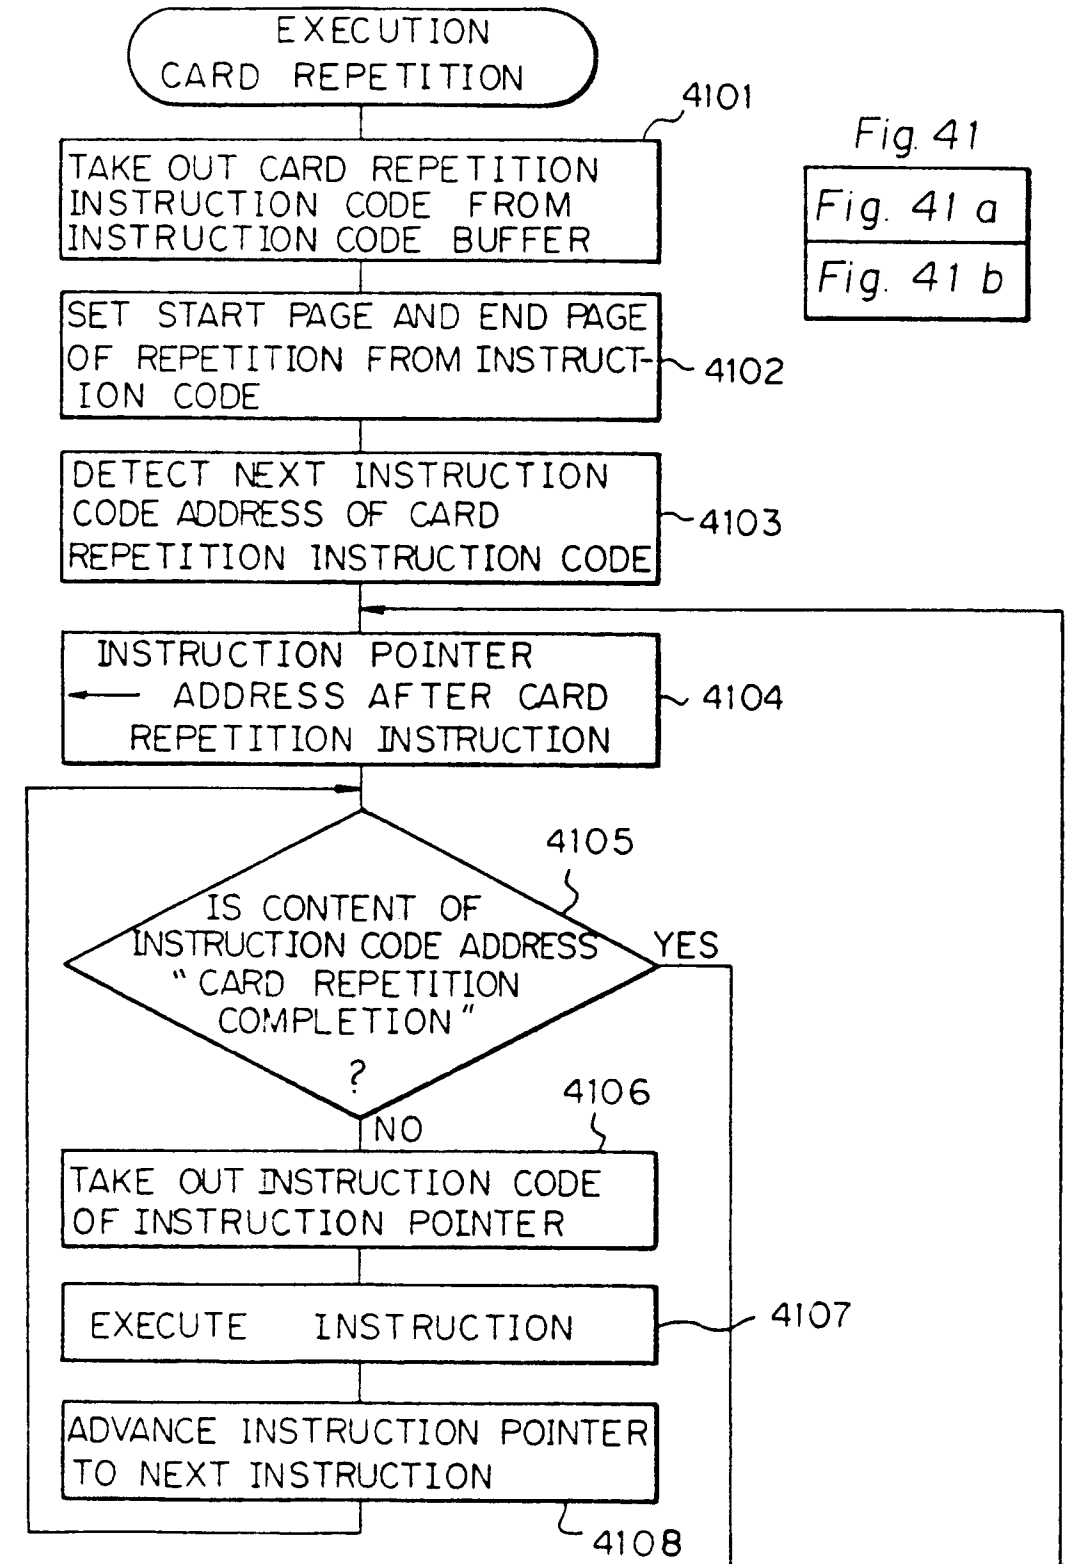 EXECUTION
CARD REPETITION
4101
TAKE OUT CARD REPETITION
INSTRUCTION CODE FROM
INSTRUCTION CODE BUFFER
Fig. 41
Fig. 41 a
Fig. 41 b
SET START PAGE AND END PAGE
OF REPETITION FROM INSTRUCT-
ION CODE
4102
DETECT NEXT INSTRUCTION
CODE ADDRESS OF CARD
REPETITION INSTRUCTION CODE
4103
INSTRUCTION POINTER
← ADDRESS AFTER CARD
REPETITION INSTRUCTION
4104
4105
IS CONTENT OF
INSTRUCTION CODE ADDRESS
"CARD REPETITION
COMPLETION"
?
YES
NO
4106
TAKE OUT INSTRUCTION CODE
OF INSTRUCTION POINTER
EXECUTE INSTRUCTION
4107
ADVANCE INSTRUCTION POINTER
TO NEXT INSTRUCTION
4108